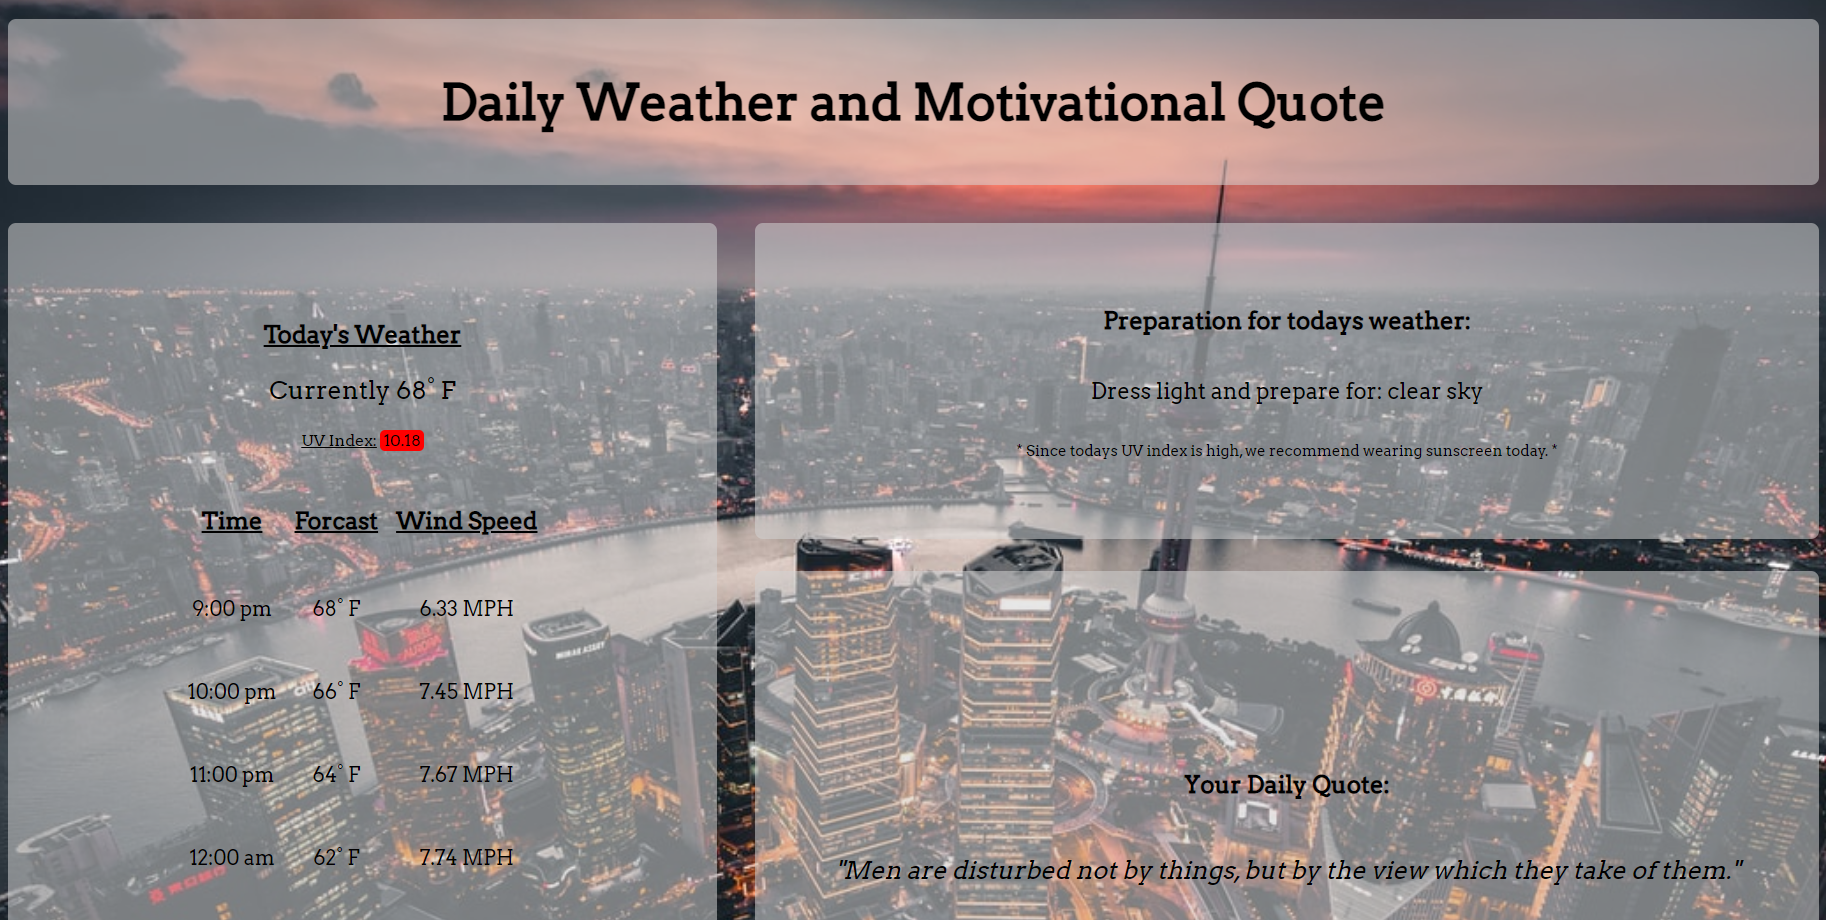 Daily Weather and Motivational Quote
Today's Weather
Currently 68° F
UV Index: 10.18
Time Forcast Wind Speed
9:00 pm 68° F 6.33 MPH
10:00 pm 66° F 7.45 MPH
11:00 pm 64° F 7.67 MPH
12:00 am 62° F 7.74 MPH
Preparation for todays weather:
Dress light and prepare for: clear sky
* Since todays UV index is high, we recommend wearing sunscreen today. *
Your Daily Quote:
"Men are disturbed not by things, but by the view which they take of them."